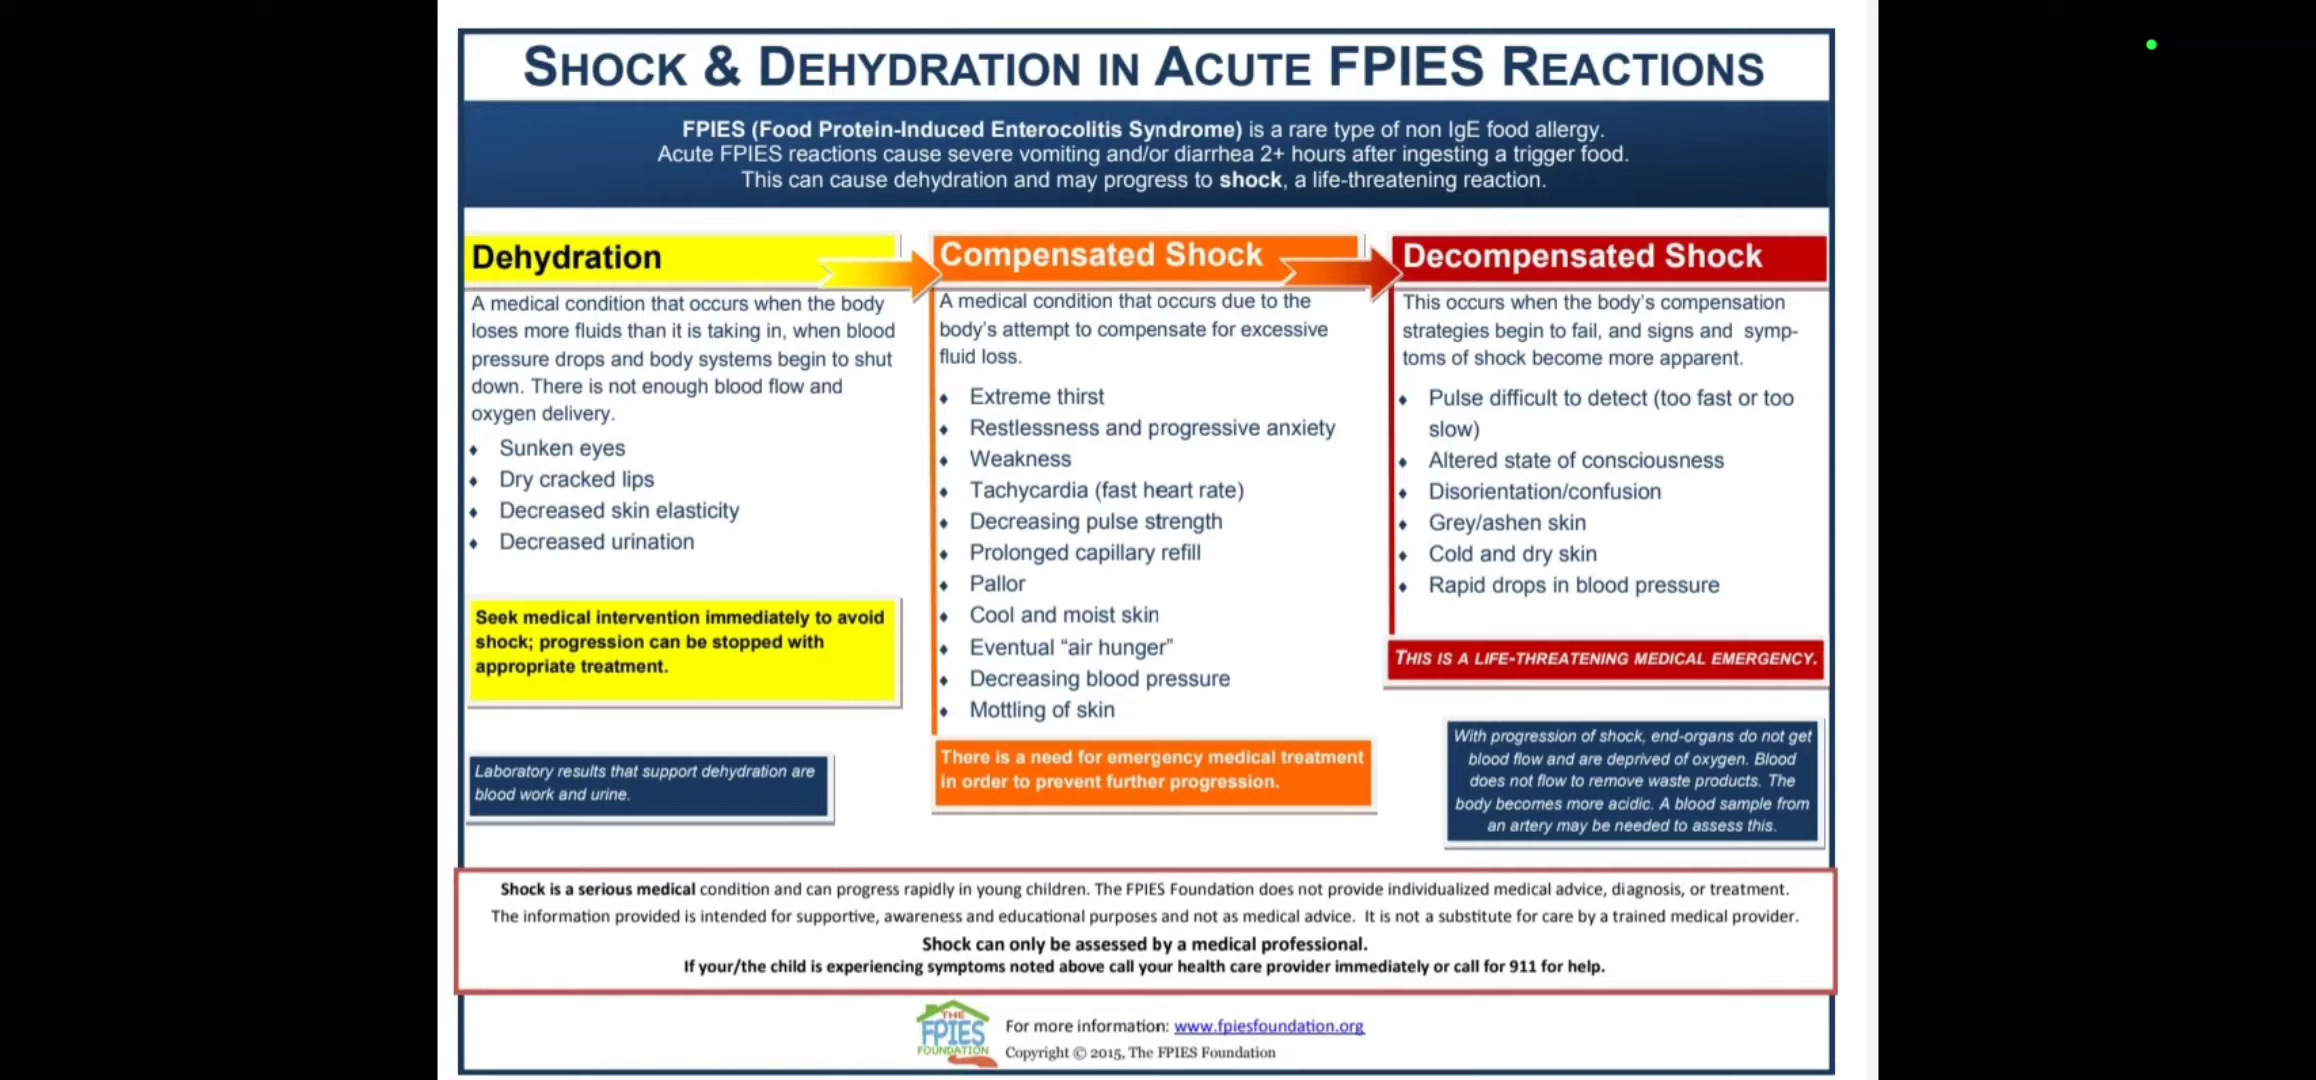 SHOCK & DEHYDRATION IN ACUTE FPIES REACTIONS
FPIES (Food Protein-Induced Enterocolitis Syndrome) is a rare type of non IgE food allergy.
Acute FPIES reactions cause severe vomiting and/or diarrhea 2+ hours after ingesting a trigger food.
This can cause dehydration and may progress to shock, a life-threatening reaction.
Dehydration
A medical condition that occurs when the body
loses more fluids than it is taking in, when blood
pressure drops and body systems begin to shut
down. There is not enough blood flow and
oxygen delivery.
♦ Sunken eyes
♦ Dry cracked lips
♦ Decreased skin elasticity
♦ Decreased urination
Seek medical intervention immediately to avoid
shock; progression can be stopped with
appropriate treatment.
Laboratory results that support dehydration are
blood work and urine.
Compensated Shock
A medical condition that occurs due to the
body's attempt to compensate for excessive
fluid loss.
♦ Extreme thirst
♦ Restlessness and progressive anxiety
♦ Weakness
♦ Tachycardia (fast heart rate)
♦ Decreasing pulse strength
♦ Prolonged capillary refill
♦ Pallor
♦ Cool and moist skin
♦ Eventual “air hunger”
♦ Decreasing blood pressure
♦ Mottling of skin
There is a need for emergency medical treatment
in order to prevent further progression.
Decompensated Shock
This occurs when the body's compensation
strategies begin to fail, and signs and symp-
toms of shock become more apparent.
♦ Pulse difficult to detect (too fast or too
slow)
♦ Altered state of consciousness
♦ Disorientation/confusion
♦ Grey/ashen skin
♦ Cold and dry skin
♦ Rapid drops in blood pressure
THIS IS A LIFE-THREATENING MEDICAL EMERGENCY.
With progression of shock, end-organs do not get
blood flow and are deprived of oxygen. Blood
does not flow to remove waste products. The
body becomes more acidic. A blood sample from
an artery may be needed to assess this.
Shock is a serious medical condition and can progress rapidly in young children. The FPIES Foundation does not provide individualized medical advice, diagnosis, or treatment.
The information provided is intended for supportive, awareness and educational purposes and not as medical advice. It is not a substitute for care by a trained medical provider.
Shock can only be assessed by a medical professional.
If your/the child is experiencing symptoms noted above call your health care provider immediately or call for 911 for help.
THE
FPIES
FOUNDATION
For more information: www.fpiesfoundation.org
Copyright © 2015, The FPIES Foundation